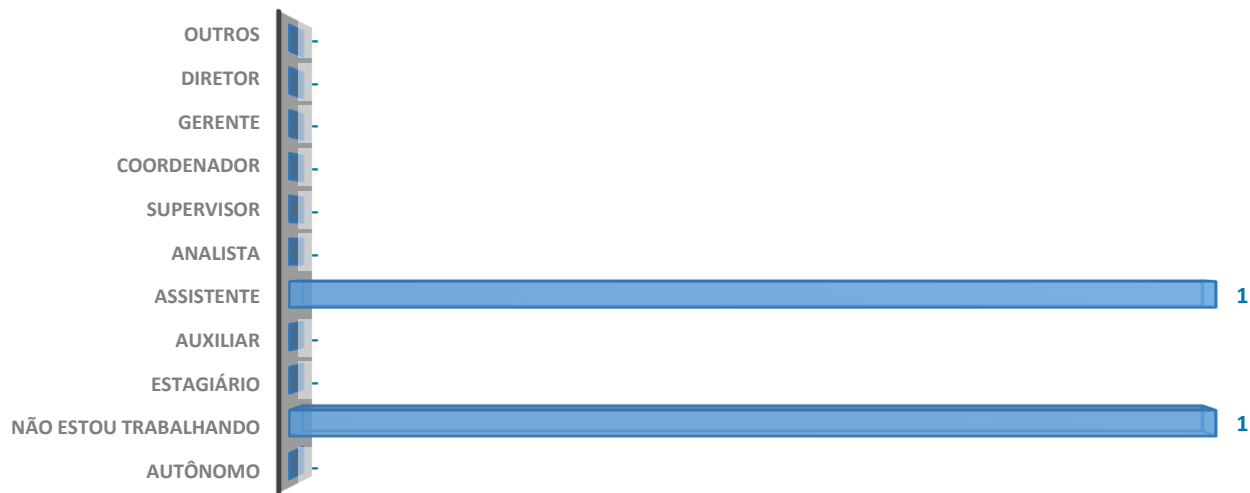 OUTROS -
DIRETOR -
GERENTE -
COORDENADOR -
SUPERVISOR -
ANALISTA -
ASSISTENTE 1
AUXILIAR -
ESTAGIÁRIO -
NÃO ESTOU TRABALHANDO 1
AUTÔNOMO -